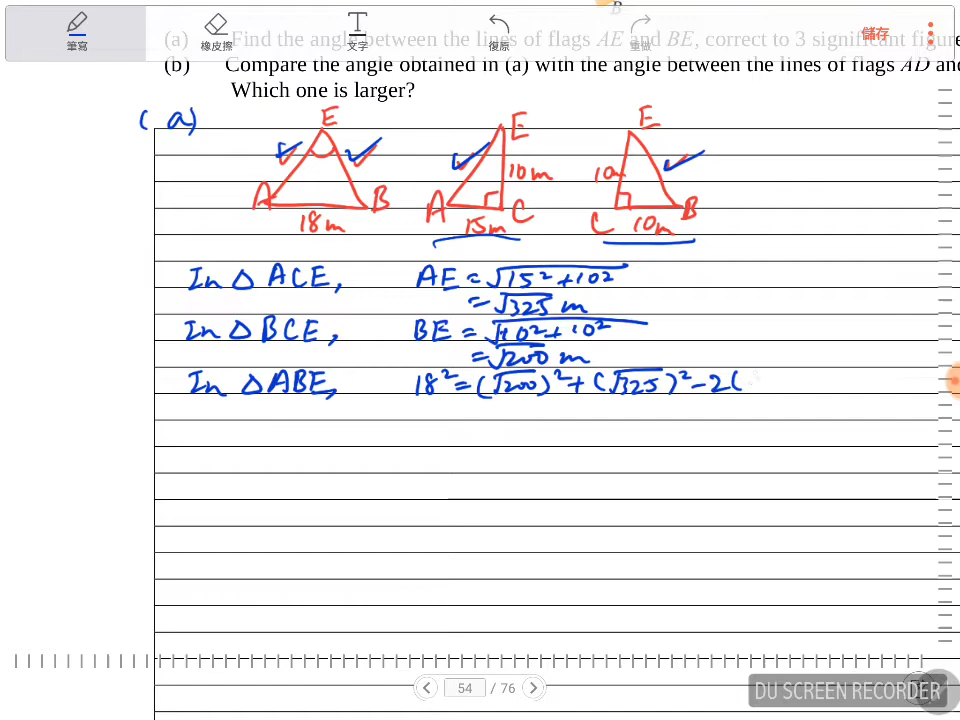 B
筆寫 橡皮擦 文字 復原 重做 儲存
(a) Find the angle between the lines of flags AE and BE, correct to 3 significant figure
(b) Compare the angle obtained in (a) with the angle between the lines of flags AD an
Which one is larger?
(a)
E E E
10m 10m
A B A C C B
18m 15m 10m
In △ ACE, AE = √15² + 10²
= √325 m
In △ BCE, BE = √10² + 10²
= √200 m
In △ ABE, 18² = (√200)² + (√325)² - 2(
54 / 76
DU SCREEN RECORDER